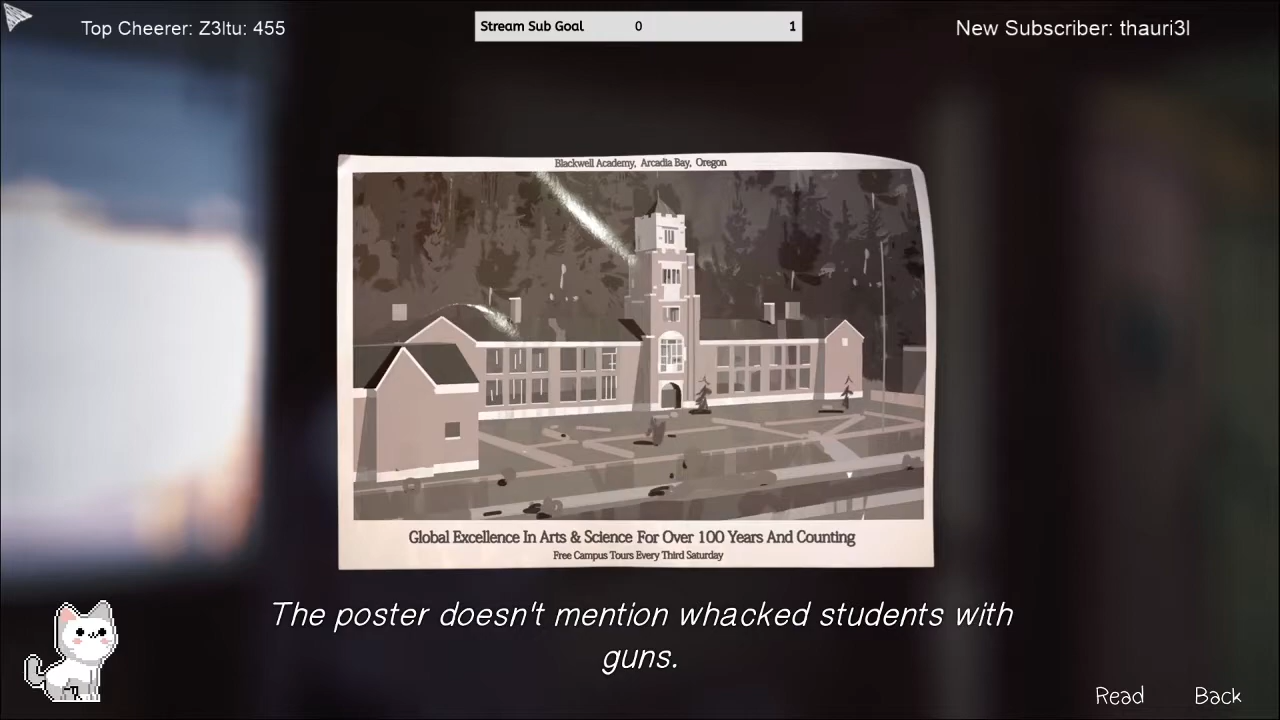 Top Cheerer: Z3ltu: 455
Stream Sub Goal 0 1
New Subscriber: thauri3l
Blackwell Academy, Arcadia Bay, Oregon
Global Excellence In Arts & Science For Over 100 Years And Counting
Free Campus Tours Every Third Saturday
The poster doesn't mention whacked students with
guns.
Read Back